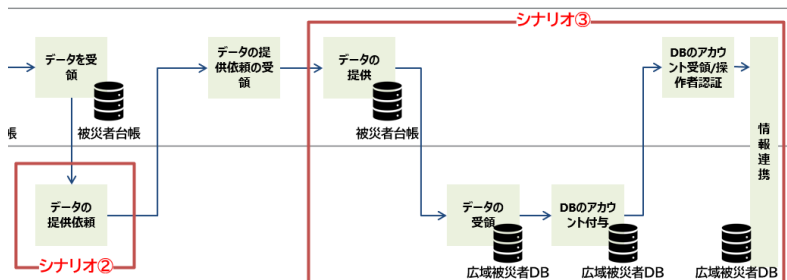 シナリオ③
データを受
領
被災者台帳
帳
データの提
供依頼の受
領
データの
提供
被災者台帳
DBのアカウ
ント受領/操
作者認証
情
報
連
携
データの
提供依頼
シナリオ②
データの
受領
広域被災者DB
DBのアカウ
ント付与
広域被災者DB
広域被災者DB